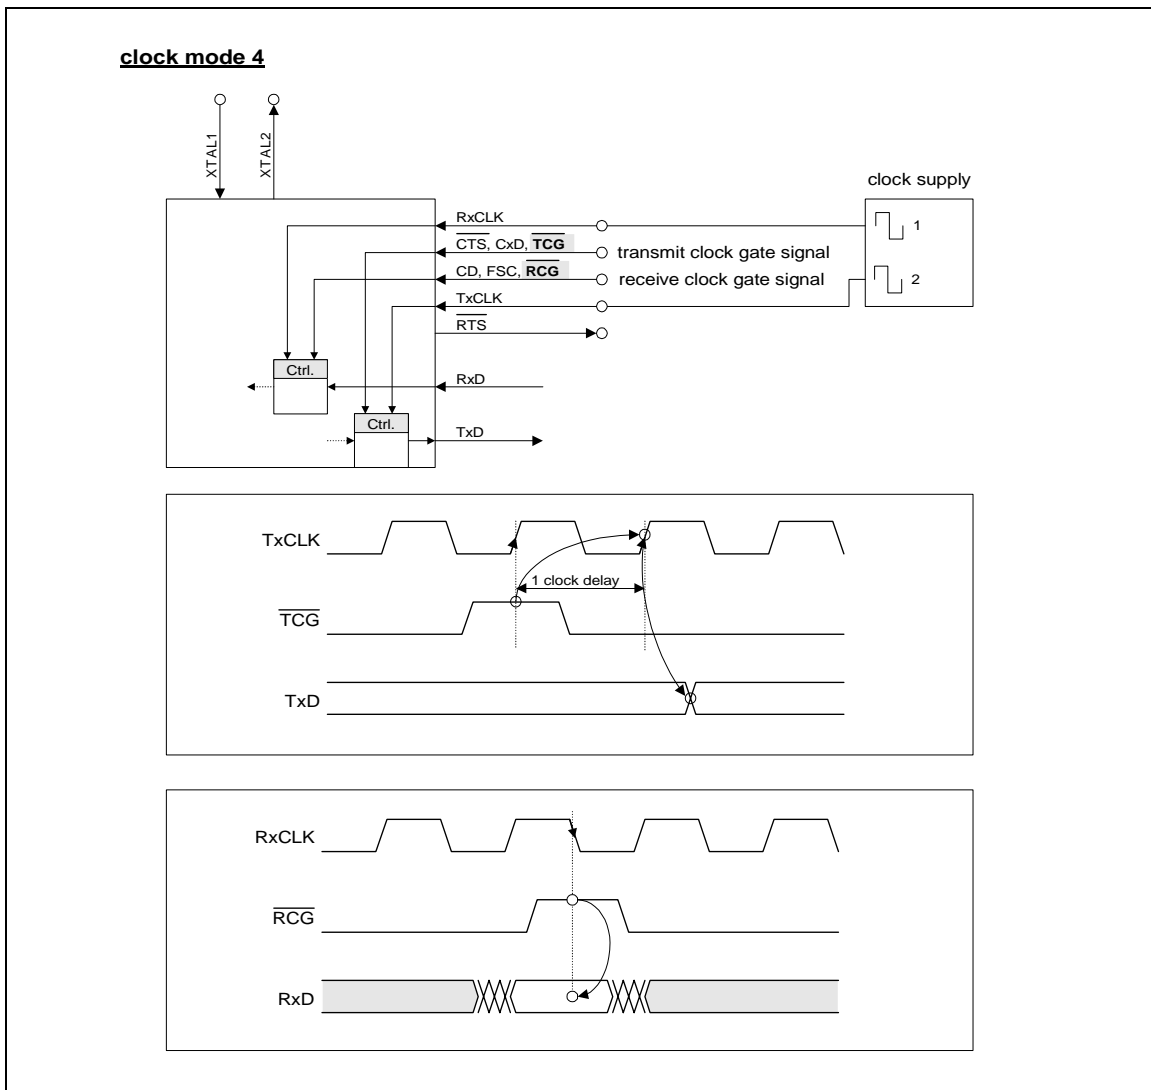 clock mode 4
XTAL1
XTAL2
clock supply
RxCLK
1
CTS, CxD, TCG
transmit clock gate signal
CD, FSC, RCG
receive clock gate signal
2
TxCLK
RTS
Ctrl.
RxD
Ctrl.
TxD
TxCLK
1 clock delay
TCG
TxD
RxCLK
RCG
RxD